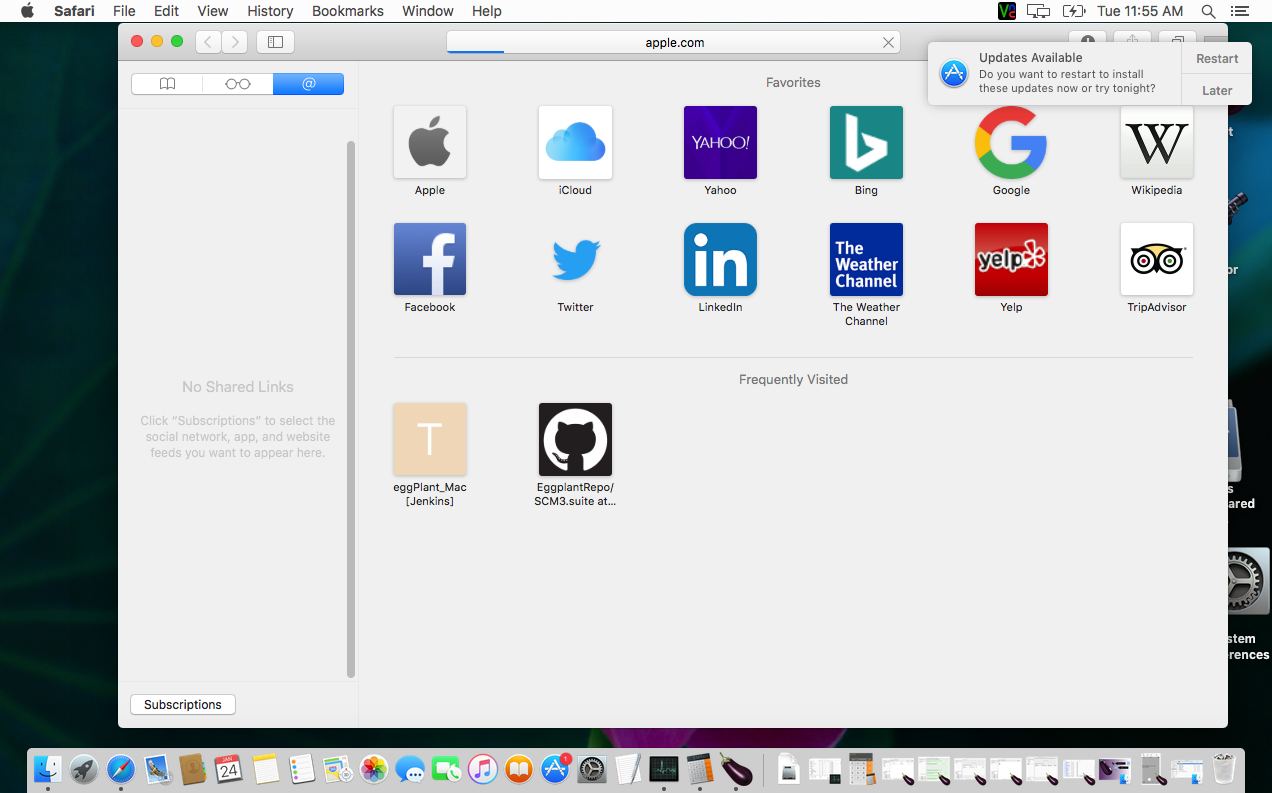 Safari File Edit View History Bookmarks Window Help Tue 11:55 AM
apple.com
Updates Available
Do you want to restart to install
these updates now or try tonight?
Restart
Later
@
Favorites
Apple iCloud Yahoo Bing Google Wikipedia
YAHOO!
W
Facebook Twitter LinkedIn The Weather Channel Yelp TripAdvisor
in
The
Weather
Channel
yelp
Frequently Visited
T
eggPlant_Mac
[Jenkins]
EggplantRepo/
SCM3.suite at...
No Shared Links
Click “Subscriptions” to select the
social network, app, and website
feeds you want to appear here.
Subscriptions
JAN
24
1